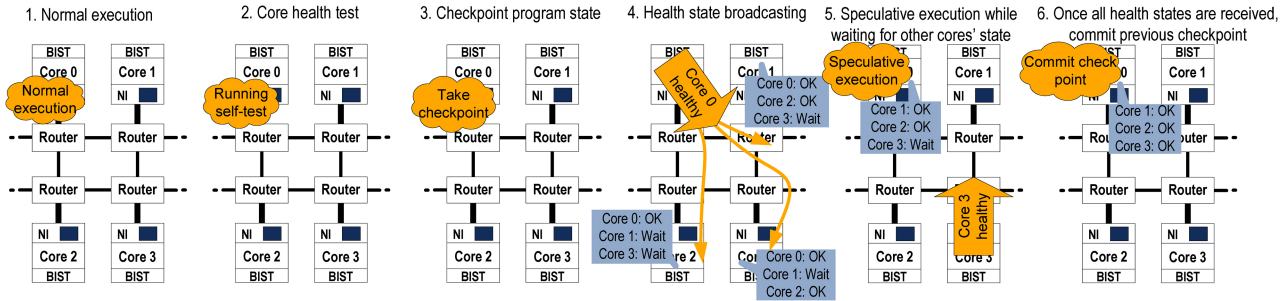 1. Normal execution
BIST
BIST
Core 0
Core 1
Normal
execution
NI
Router
Router
Router
Router
NI
NI
Core 2
Core 3
BIST
BIST
2. Core health test
BIST
BIST
Core 0
Core 1
Running
self-test
NI
Router
Router
Router
Router
NI
NI
Core 2
Core 3
BIST
BIST
3. Checkpoint program state
BIST
BIST
Core 0
Core 1
Take
checkpoint
NI
Router
Router
Router
Router
NI
NI
Core 2
Core 3
BIST
BIST
4. Health state broadcasting
BIST
BIST
Core 0
healthy
Core 1
Core 0: OK
Core 2: OK
Core 3: Wait
Router
Router
Router
Router
Core 0: OK
Core 1: Wait
Core 3: Wait
NI
NI
BIST
Core 0: OK
Core 1: Wait
Core 2: OK
5. Speculative execution while
waiting for other cores' state
BIST
Speculative
execution
Core 1
NI
Core 1: OK
Core 2: OK
Core 3: Wait
Router
Router
Router
NI
Core 3
healthy
Core 2
BIST
BIST
6. Once all health states are received,
commit previous checkpoint
BIST
BIST
Commit check
point
Core 1
NI
Core 1: OK
Core 2: OK
Core 3: OK
Router
Router
Router
NI
NI
Core 2
Core 3
BIST
BIST